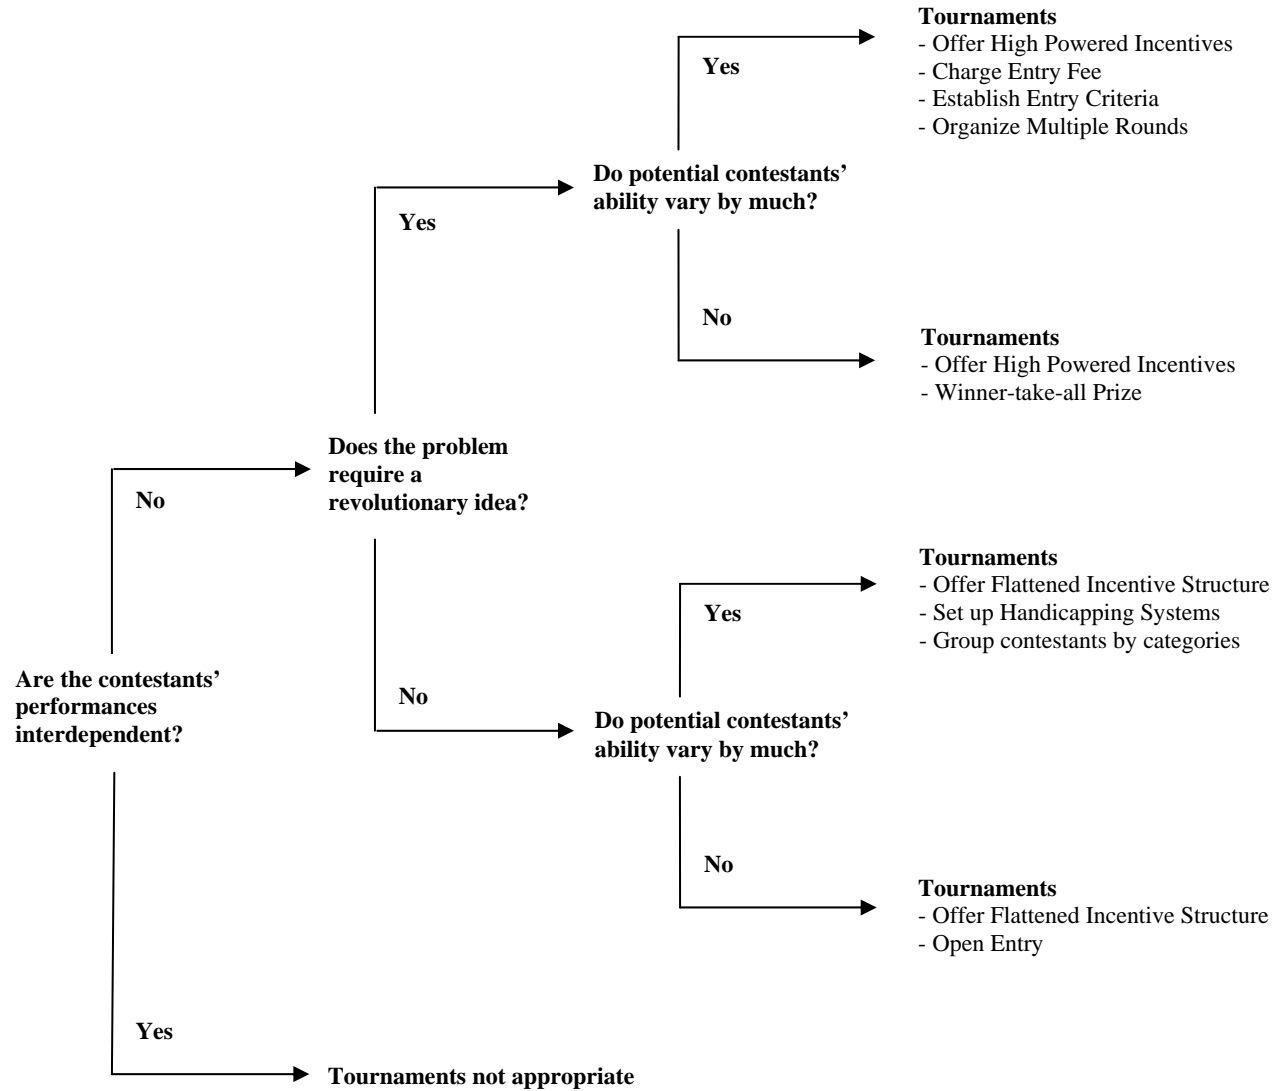 Tournaments
- Offer High Powered Incentives
- Charge Entry Fee
- Establish Entry Criteria
- Organize Multiple Rounds
Yes
Do potential contestants’
ability vary by much?
Yes
No
Tournaments
- Offer High Powered Incentives
- Winner-take-all Prize
Does the problem
require a
revolutionary idea?
No
Tournaments
- Offer Flattened Incentive Structure
- Set up Handicapping Systems
- Group contestants by categories
Yes
Are the contestants’
performances
interdependent?
No
Do potential contestants’
ability vary by much?
No
Tournaments
- Offer Flattened Incentive Structure
- Open Entry
Yes
Tournaments not appropriate